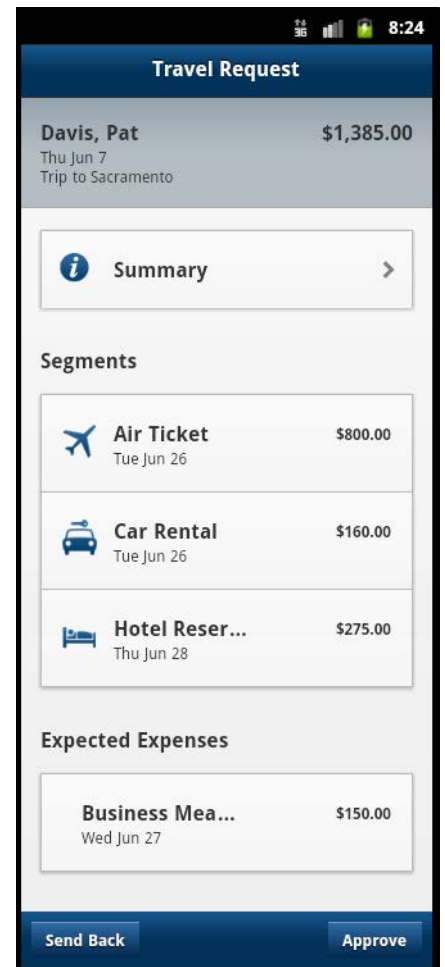 3G 8:24
Travel Request
Davis, Pat $1,385.00
Thu Jun 7
Trip to Sacramento
i Summary
Segments
Air Ticket $800.00
Tue Jun 26
Car Rental $160.00
Tue Jun 26
Hotel Reser... $275.00
Thu Jun 28
Expected Expenses
Business Mea... $150.00
Wed Jun 27
Send Back Approve